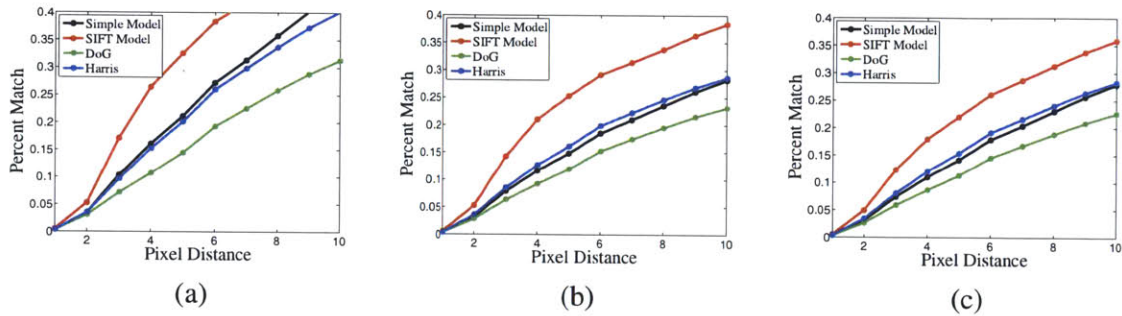 0.4
0.35
0.3
0.25
0.2
0.15
0.1
0.05
2
4
6
8
10
Percent Match
Pixel Distance
Simple Model
SIFT Model
DoG
Harris
(a)
0.4
0.35
0.3
0.25
0.2
0.15
0.1
0.05
2
4
6
8
10
Percent Match
Pixel Distance
Simple Model
SIFT Model
DoG
Harris
(b)
0.4
0.35
0.3
0.25
0.2
0.15
0.1
0.05
2
4
6
8
10
Percent Match
Pixel Distance
Simple Model
SIFT Model
DoG
Harris
(c)